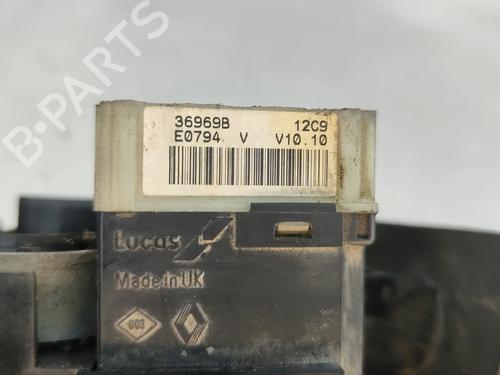 B-PARTS
36969B 12C9
E0794 V V10.10
Lucas
Made in UK
003